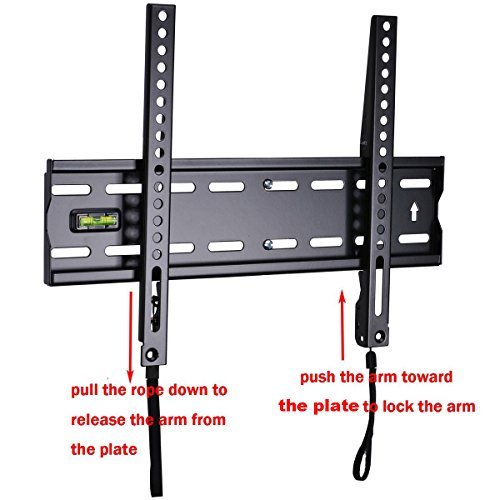 pull the rope down to
release the arm from
the plate
push the arm toward
the plate to lock the arm